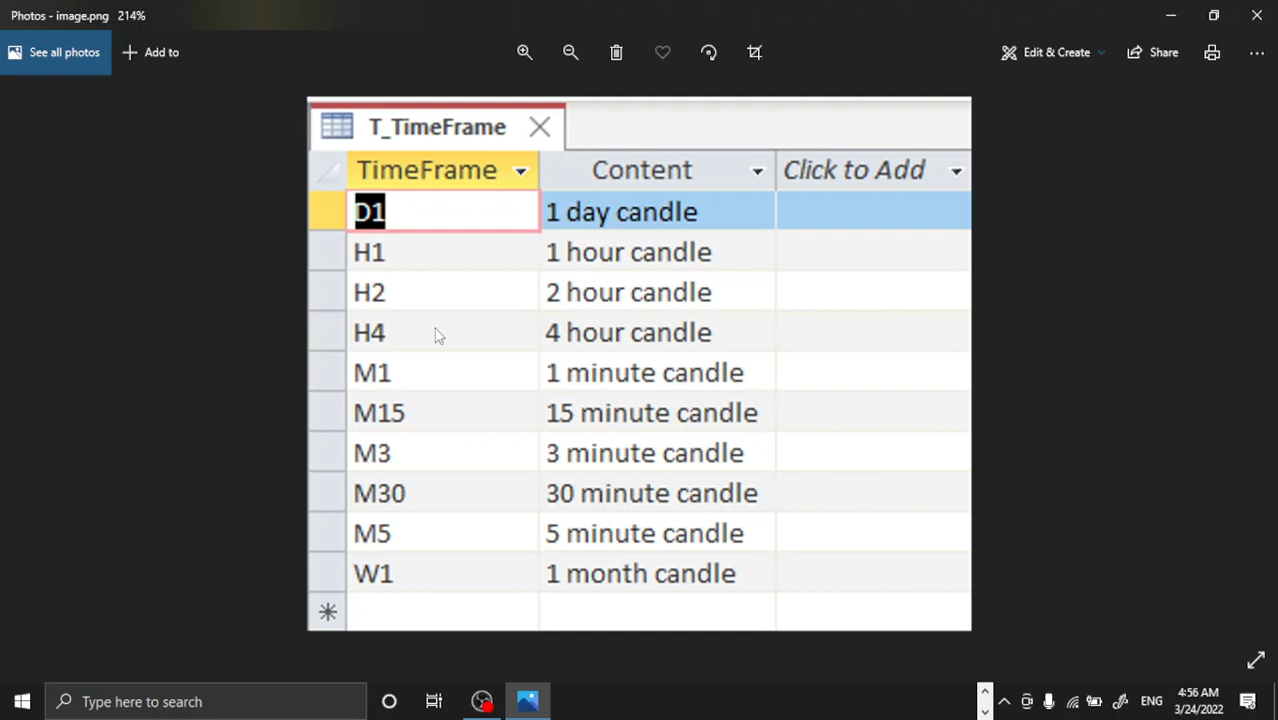 Photos - image.png 214%
See all photos Add to Edit & Create Share
T_TimeFrame
TimeFrame Content Click to Add
D1 1 day candle
H1 1 hour candle
H2 2 hour candle
H4 4 hour candle
M1 1 minute candle
M15 15 minute candle
M3 3 minute candle
M30 30 minute candle
M5 5 minute candle
W1 1 month candle
Type here to search ENG 4:56 AM
3/24/2022